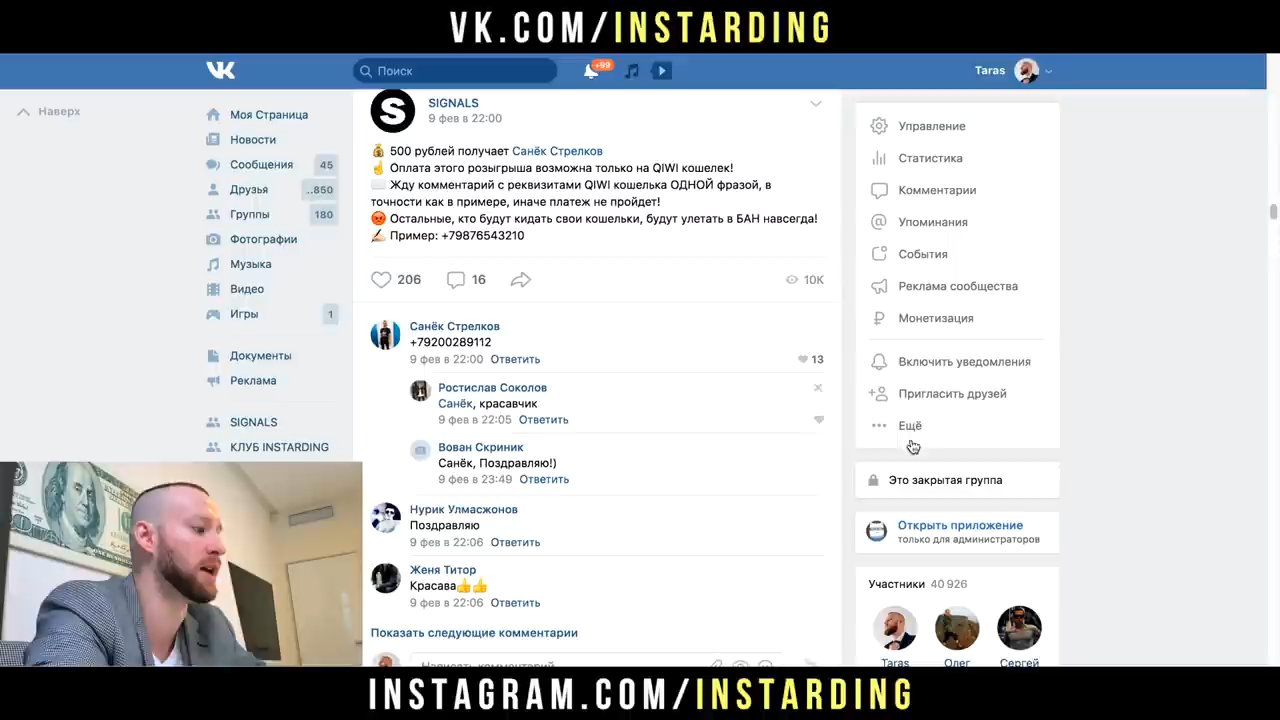 VK.COM/INSTARDING
Поиск
+99
Taras
Наверх
Моя Страница
Новости
Сообщения 45
Друзья ..850
Группы 180
Фотографии
Музыка
Видео
Игры 1
Документы
Реклама
SIGNALS
КЛУБ INSTARDING
S
SIGNALS
9 фев в 22:00
500 рублей получает Санёк Стрелков
Оплата этого розыгрыша возможна только на QIWI кошелек!
Жду комментарий с реквизитами QIWI кошелька ОДНОЙ фразой, в
точности как в примере, иначе платеж не пройдет!
Остальные, кто будут кидать свои кошельки, будут улетать в БАН навсегда!
Пример: +79876543210
206 16 10K
Санёк Стрелков
+79200289112
9 фев в 22:00 Ответить 13
Ростислав Соколов
Санёк, красавчик
9 фев в 22:05 Ответить
Вован Скриник
Санёк, Поздравляю!)
9 фев в 23:49 Ответить
Нурик Улмасжонов
Поздравляю
9 фев в 22:06 Ответить
Женя Титор
Красава
9 фев в 22:06 Ответить
Показать следующие комментарии
Написать комментарий...
Управление
Статистика
Комментарии
Упоминания
События
Реклама сообщества
Монетизация
Включить уведомления
Пригласить друзей
Ещё
Это закрытая группа
Открыть приложение
только для администраторов
Участники 40 926
Taras Олег Сергей
INSTAGRAM.COM/INSTARDING